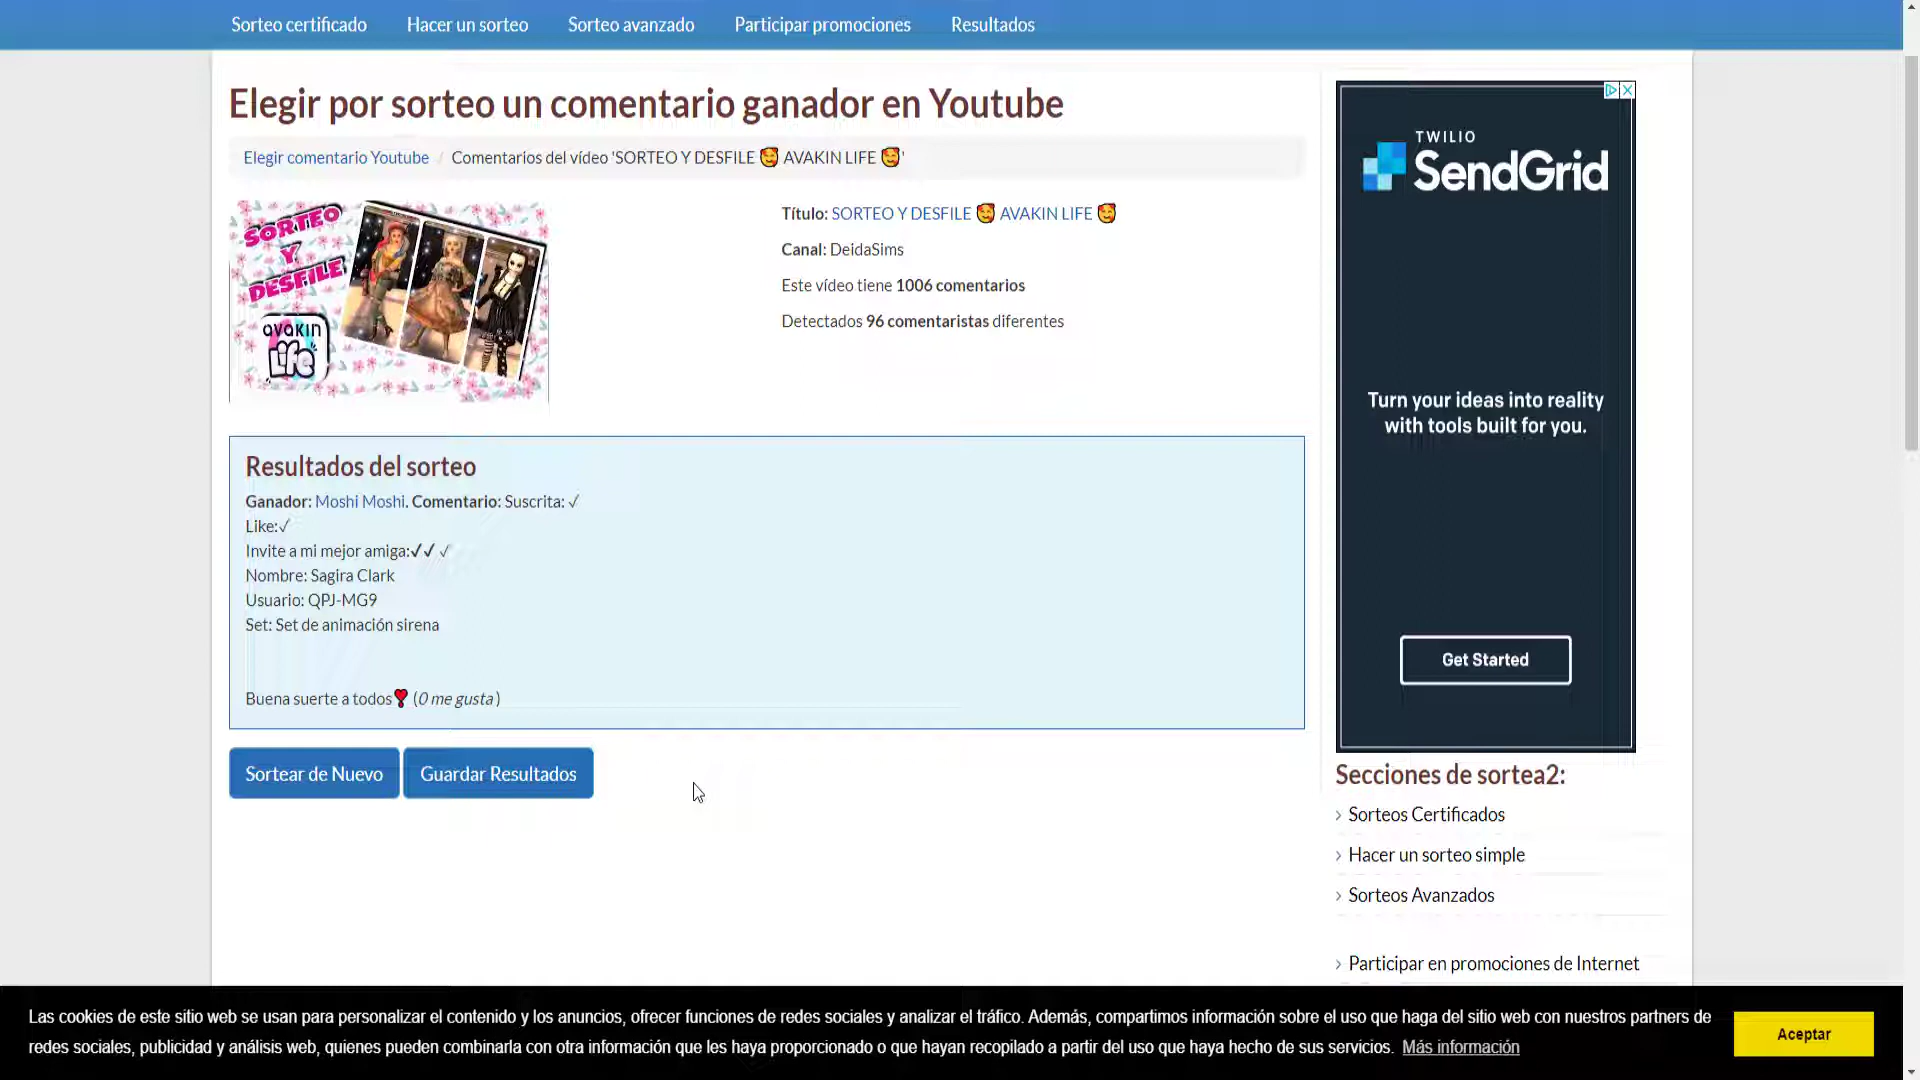 Sorteo certificado Hacer un sorteo Sorteo avanzado Participar promociones Resultados
Elegir por sorteo un comentario ganador en Youtube
Elegir comentario Youtube / Comentarios del vídeo 'SORTEO Y DESFILE 🥰 AVAKIN LIFE 🥰'
SORTEO
Y
DESFILE
avakin
Life
Título: SORTEO Y DESFILE 🥰 AVAKIN LIFE 🥰
Canal: DeidaSims
Este vídeo tiene 1006 comentarios
Detectados 96 comentaristas diferentes
Resultados del sorteo
Ganador: Moshi Moshi. Comentario: Suscrita: ✓
Like:✓
Invite a mi mejor amiga:✓✓ ✓
Nombre: Sagira Clark
Usuario: QPJ-MG9
Set: Set de animación sirena
Buena suerte a todos❣ (0 me gusta )
Sortear de Nuevo Guardar Resultados
TWILIO
SendGrid
Turn your ideas into reality
with tools built for you.
Get Started
Secciones de sortea2:
› Sorteos Certificados
› Hacer un sorteo simple
› Sorteos Avanzados
› Participar en promociones de Internet
Las cookies de este sitio web se usan para personalizar el contenido y los anuncios, ofrecer funciones de redes sociales y analizar el tráfico. Además, compartimos información sobre el uso que haga del sitio web con nuestros partners de
redes sociales, publicidad y análisis web, quienes pueden combinarla con otra información que les haya proporcionado o que hayan recopilado a partir del uso que haya hecho de sus servicios. Más información
Aceptar